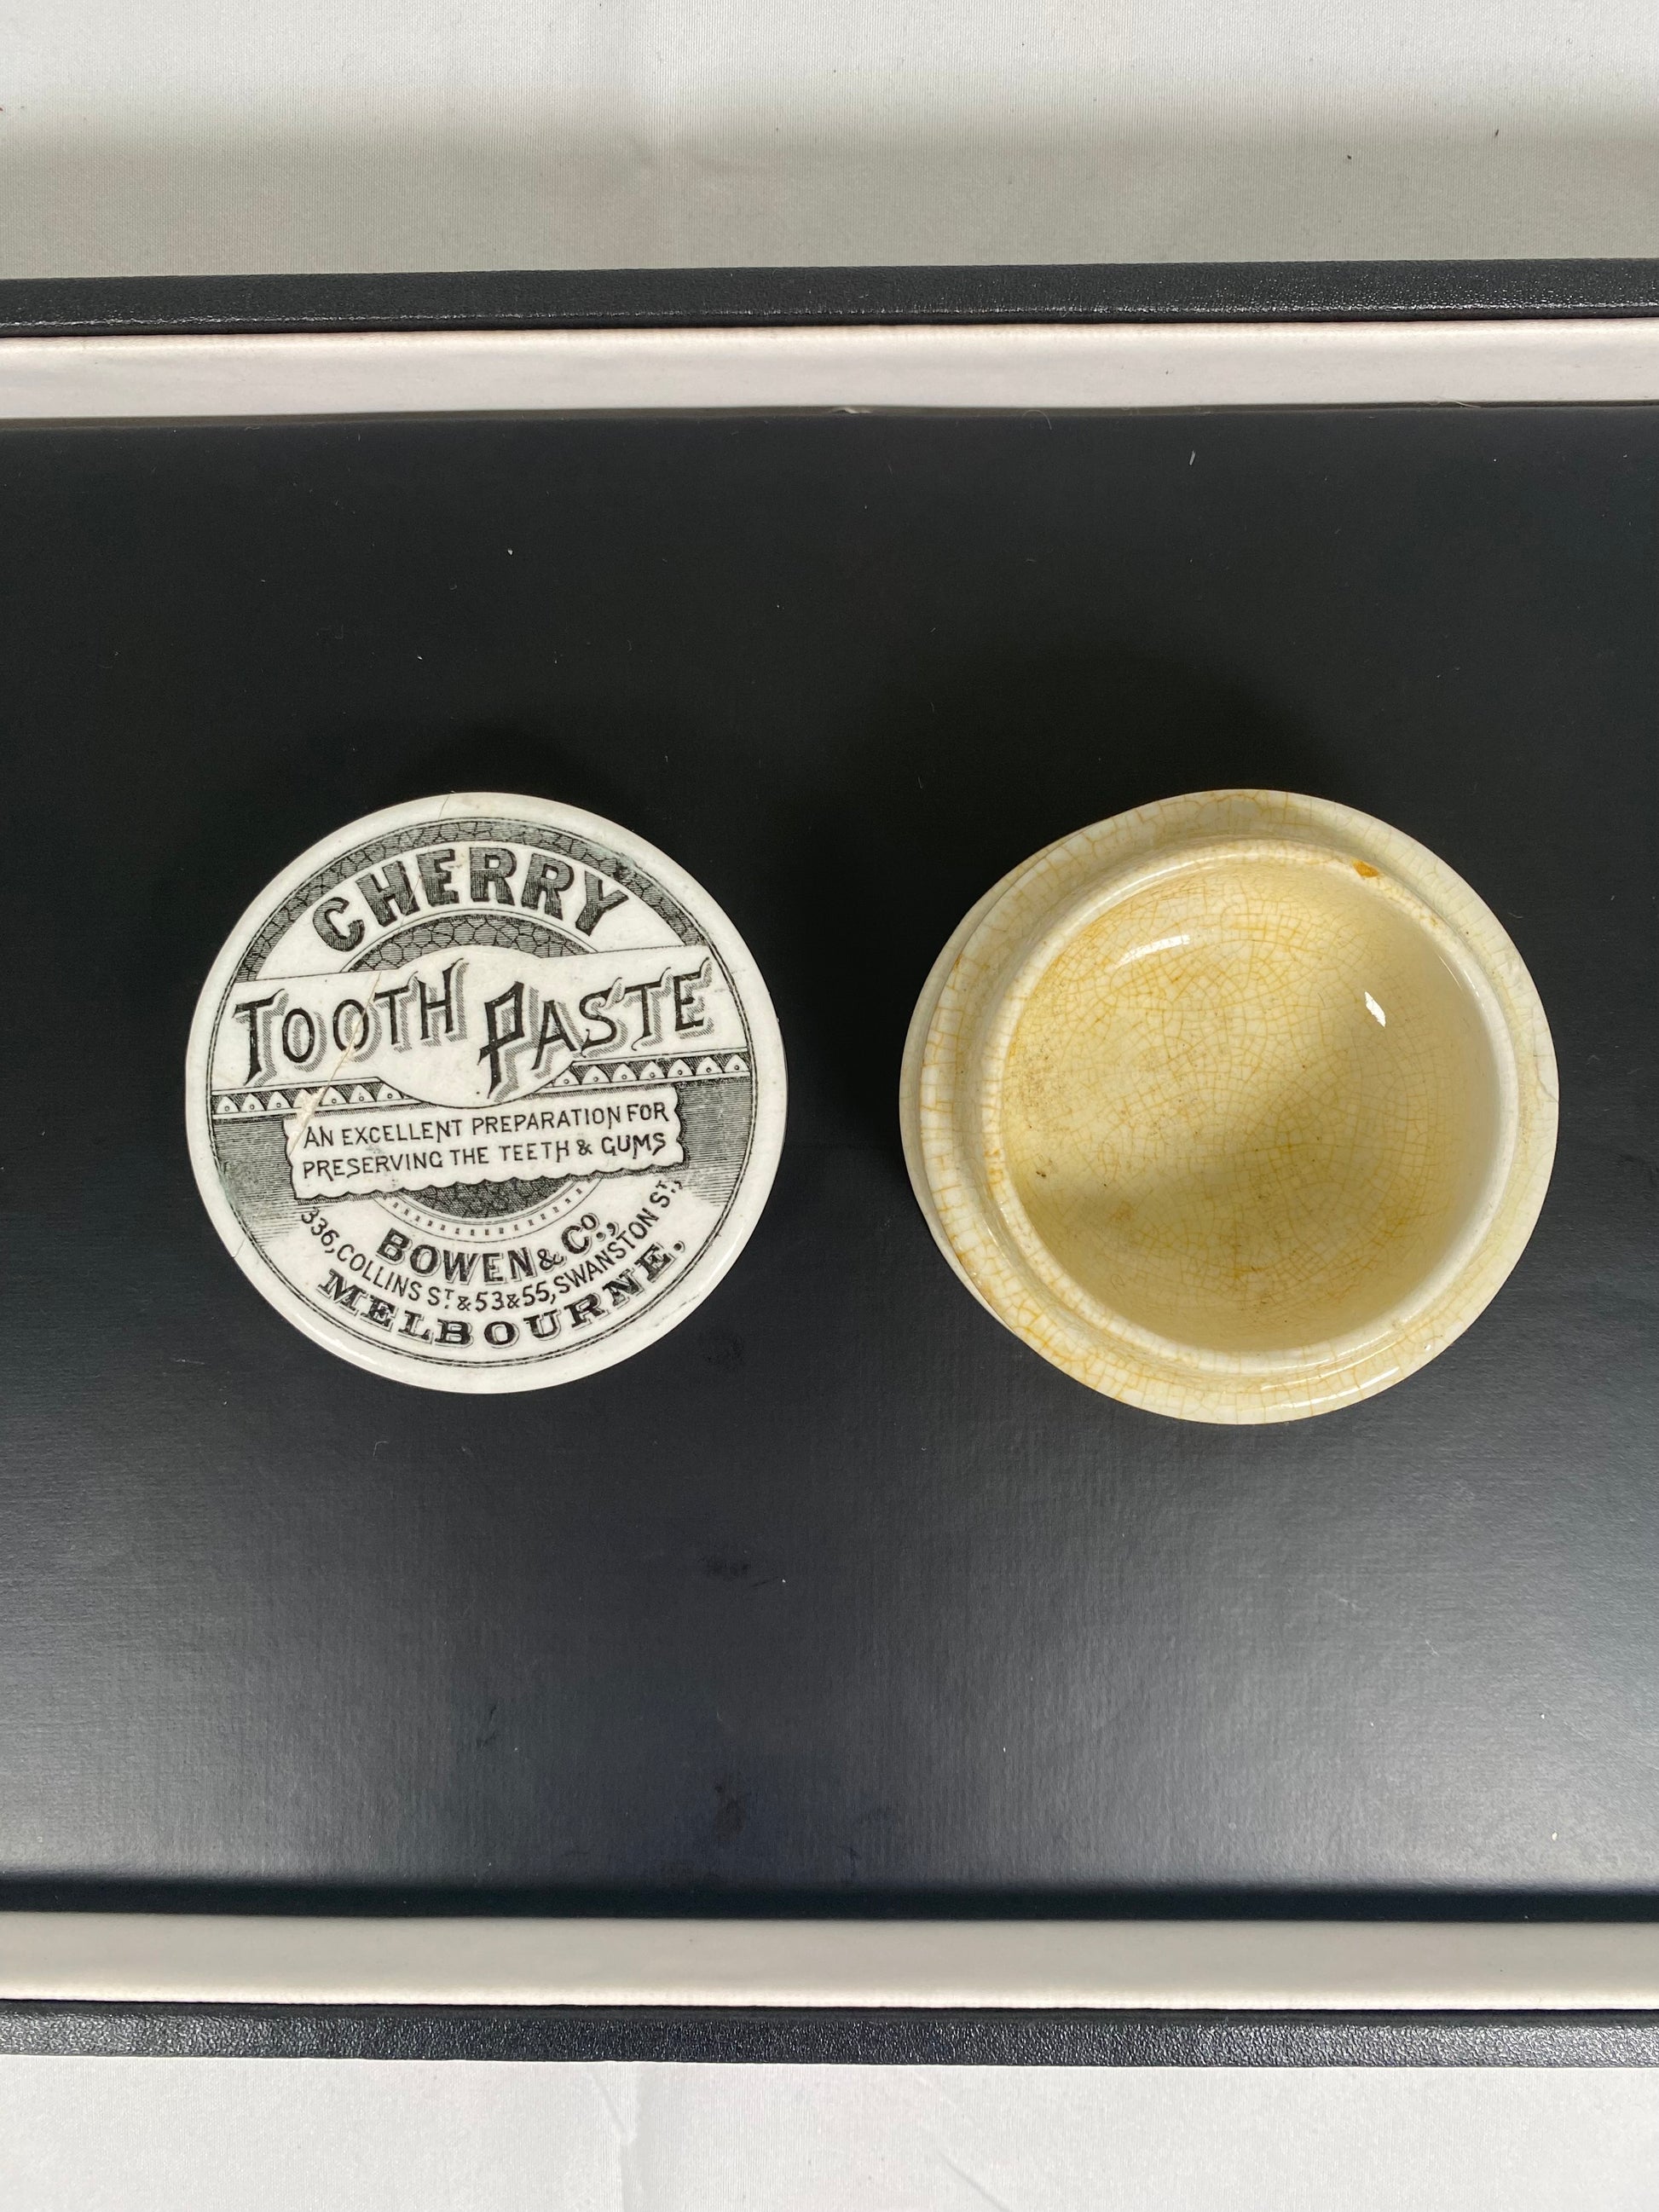 CHERRY
TOOTH PASTE
AN EXCELLENT PREPARATION FOR
PRESERVING THE TEETH & GUMS
BOWEN & Co.,
336, COLLINS ST. & 53 & 55, SWANSTON ST.,
MELBOURNE.